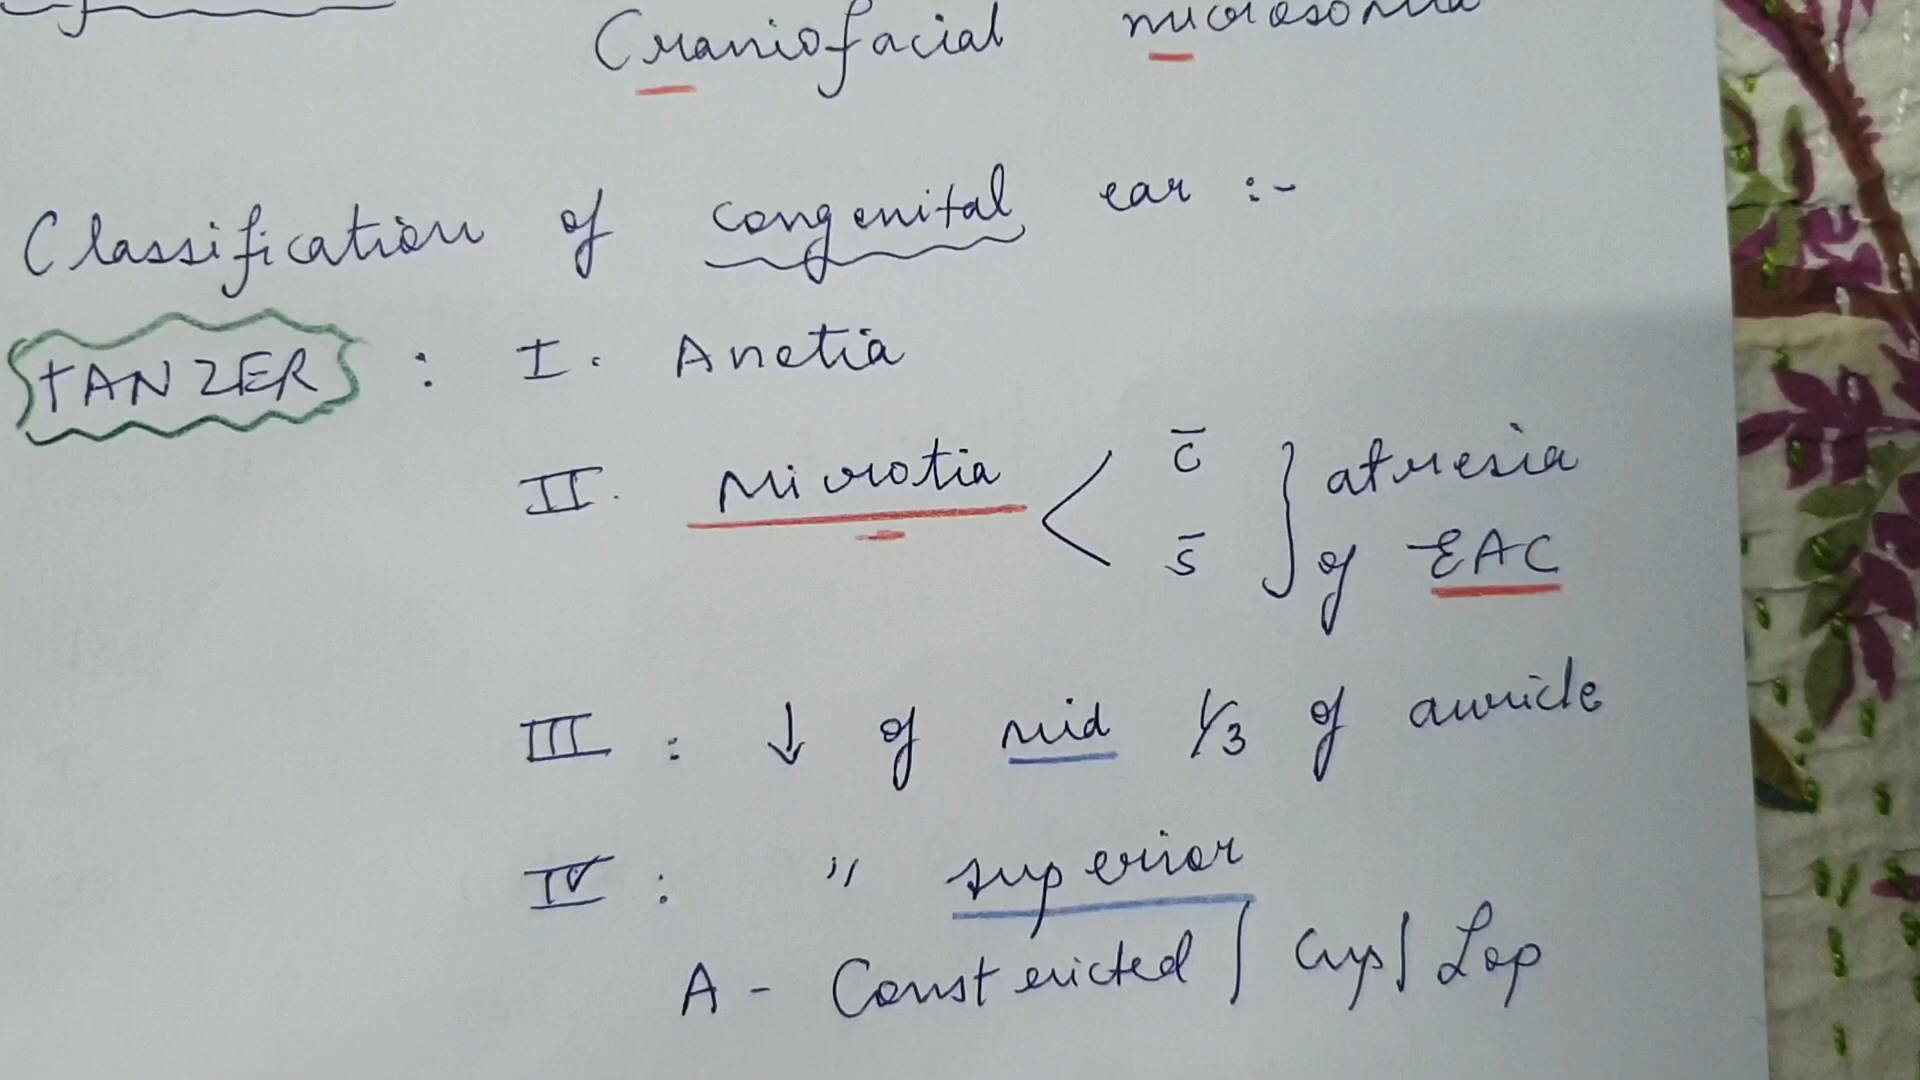 Craniofacial microsomia
Classification of congenital ear :-
TANZER : I. Anotia
II. Microtia < c̄ s̄ } atresia of EAC
III : ↓ of mid 1/3 of auricle
IV : " superior
A - Constricted / Cup / Lop